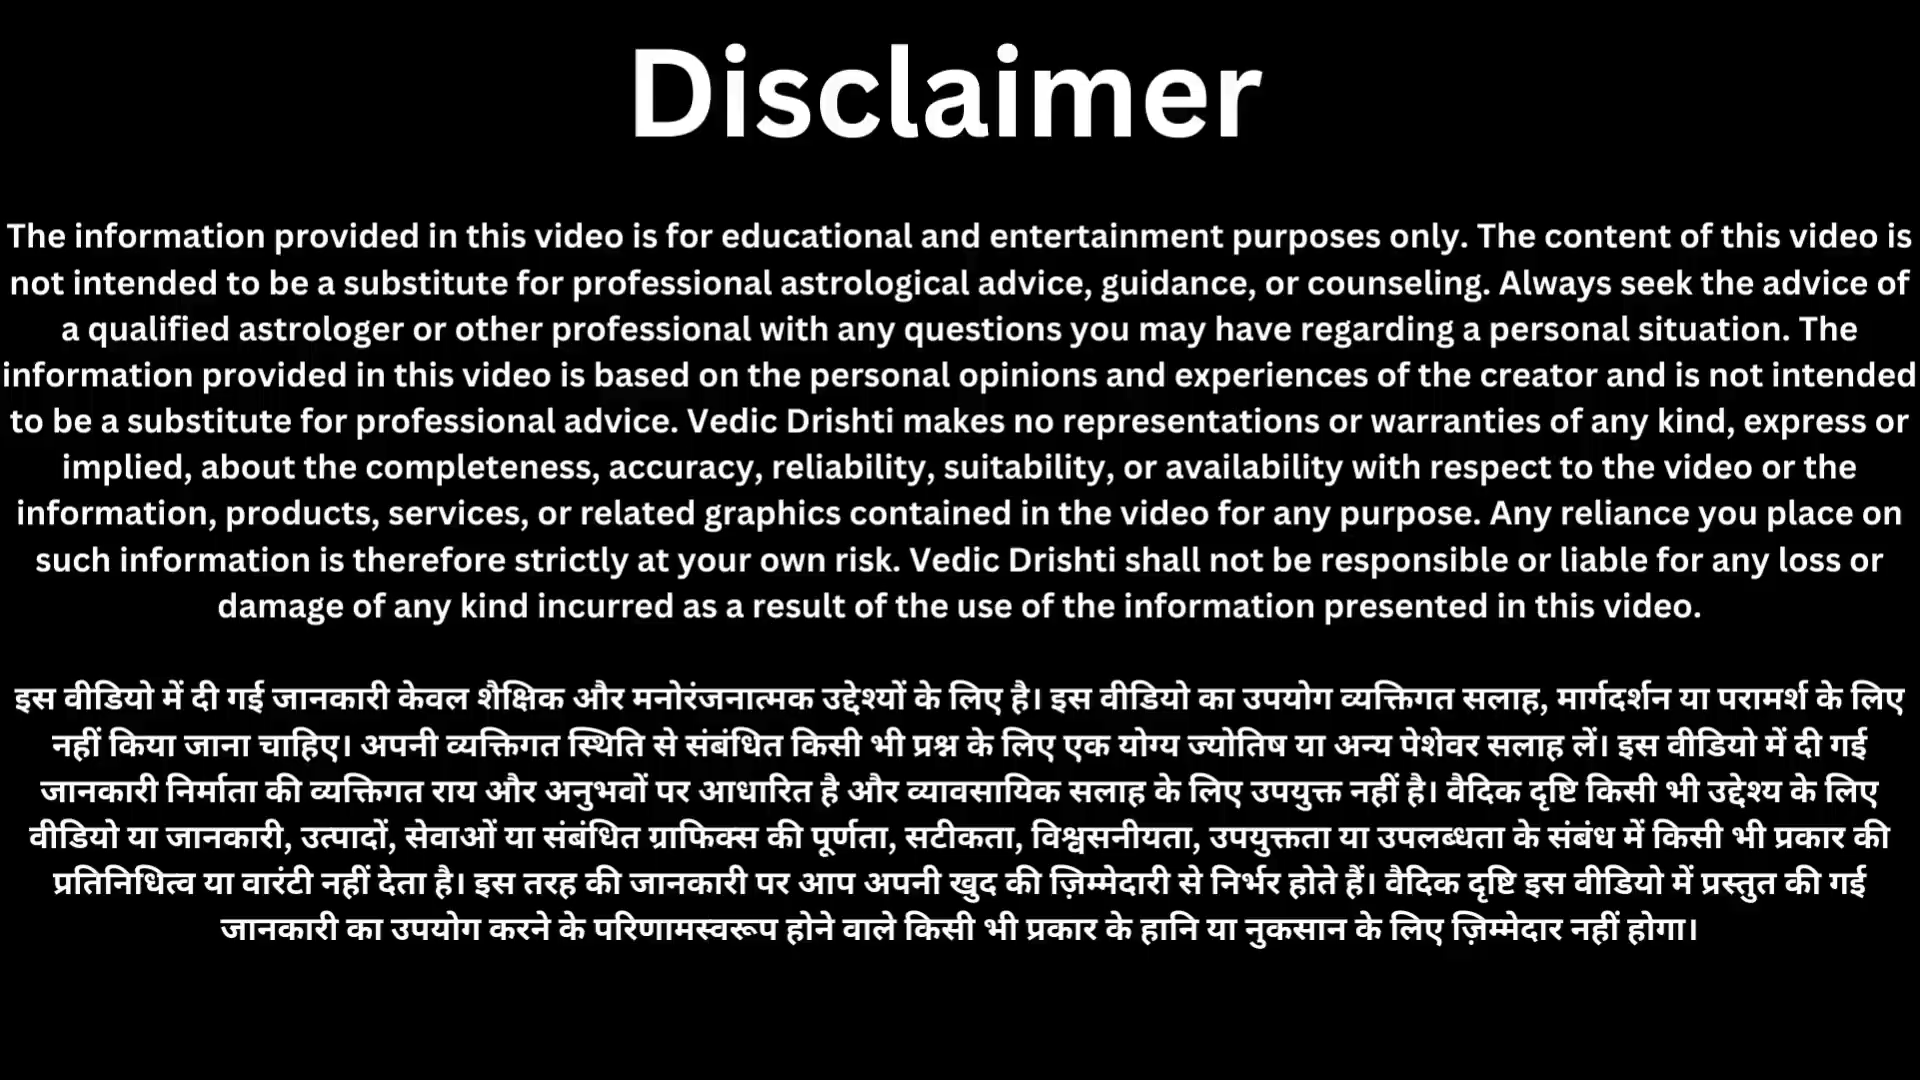 Disclaimer
The information provided in this video is for educational and entertainment purposes only. The content of this video is
not intended to be a substitute for professional astrological advice, guidance, or counseling. Always seek the advice of
a qualified astrologer or other professional with any questions you may have regarding a personal situation. The
information provided in this video is based on the personal opinions and experiences of the creator and is not intended
to be a substitute for professional advice. Vedic Drishti makes no representations or warranties of any kind, express or
implied, about the completeness, accuracy, reliability, suitability, or availability with respect to the video or the
information, products, services, or related graphics contained in the video for any purpose. Any reliance you place on
such information is therefore strictly at your own risk. Vedic Drishti shall not be responsible or liable for any loss or
damage of any kind incurred as a result of the use of the information presented in this video.
इस वीडियो में दी गई जानकारी केवल शैक्षिक और मनोरंजनात्मक उद्देश्यों के लिए है। इस वीडियो का उपयोग व्यक्तिगत सलाह, मार्गदर्शन या परामर्श के लिए
नहीं किया जाना चाहिए। अपनी व्यक्तिगत स्थिति से संबंधित किसी भी प्रश्न के लिए एक योग्य ज्योतिष या अन्य पेशेवर सलाह लें। इस वीडियो में दी गई
जानकारी निर्माता की व्यक्तिगत राय और अनुभवों पर आधारित है और व्यावसायिक सलाह के लिए उपयुक्त नहीं है। वैदिक दृष्टि किसी भी उद्देश्य के लिए
वीडियो या जानकारी, उत्पादों, सेवाओं या संबंधित ग्राफिक्स की पूर्णता, सटीकता, विश्वसनीयता, उपयुक्तता या उपलब्धता के संबंध में किसी भी प्रकार की
प्रतिनिधित्व या वारंटी नहीं देता है। इस तरह की जानकारी पर आप अपनी खुद की ज़िम्मेदारी से निर्भर होते हैं। वैदिक दृष्टि इस वीडियो में प्रस्तुत की गई
जानकारी का उपयोग करने के परिणामस्वरूप होने वाले किसी भी प्रकार के हानि या नुकसान के लिए ज़िम्मेदार नहीं होगा।